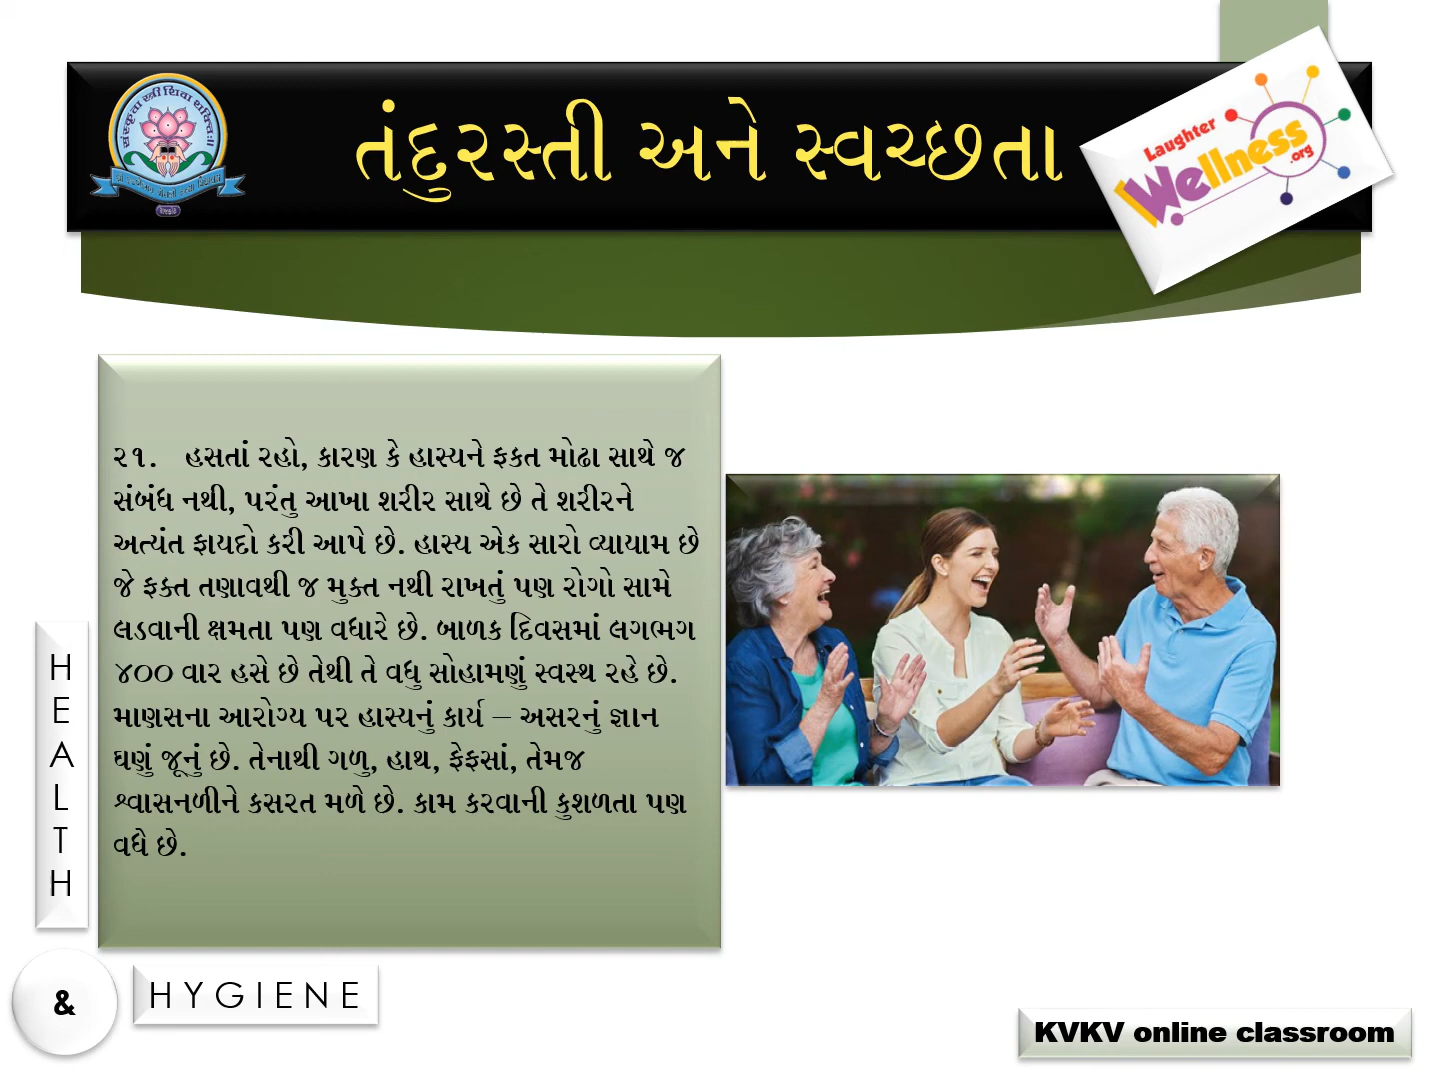 સંસ્કૃતા સ્ત્રી શિવા શક્તિઃ॥
તંદુરસ્તી અને સ્વચ્છતા
Laughter
Wellness
.org
૨૧. હસતાં રહો, કારણ કે હાસ્યને ફકત મોઢા સાથે જ
સંબંધ નથી, પરંતુ આખા શરીર સાથે છે તે શરીરને
અત્યંત ફાયદો કરી આપે છે. હાસ્ય એક સારો વ્યાયામ છે
જે ફક્ત તણાવથી જ મુક્ત નથી રાખતું પણ રોગો સામે
લડવાની ક્ષમતા પણ વધારે છે. બાળક દિવસમાં લગભગ
૪૦૦ વાર હસે છે તેથી તે વધુ સોહામણું સ્વસ્થ રહે છે.
માણસના આરોગ્ય પર હાસ્યનું કાર્ય – અસરનું જ્ઞાન
ઘણું જૂનું છે. તેનાથી ગળુ, હાથ, ફેફસાં, તેમજ
શ્વાસનળીને કસરત મળે છે. કામ કરવાની કુશળતા પણ
વધે છે.
H
E
A
L
T
H
&
HYGIENE
KVKV online classroom